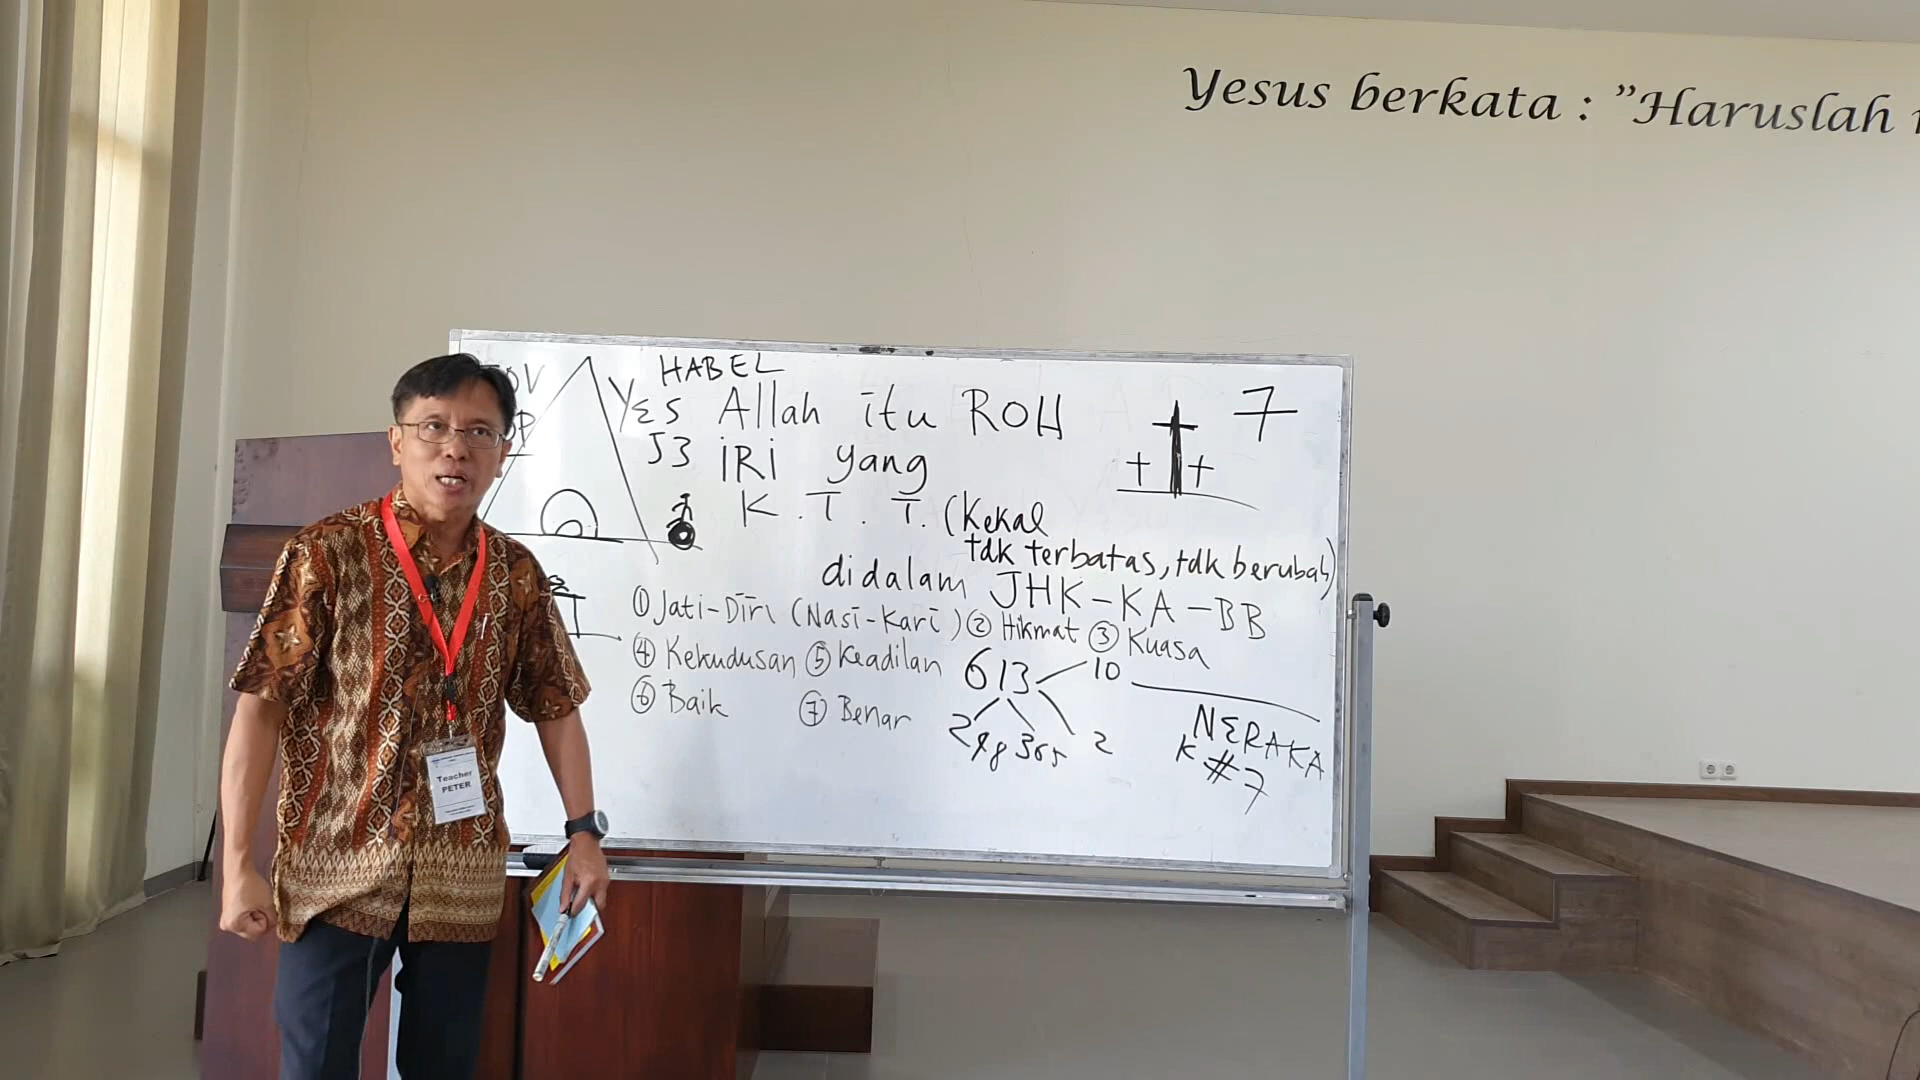 Yesus berkata : "Haruslah
HABEL
YES Allah itu ROH
J3 iRi yang
K . T . T. (Kekal
tdk terbatas, tdk berubah)
didalam JHK-KA-BB
① Jati-Diri (Nasi-Kari) ② Hikmat ③ Kuasa
④ Kekudusan ⑤ Keadilan
⑥ Baik ⑦ Benar
613
10
248 365 2
7
NERAKA
K #7
Teacher
PETER